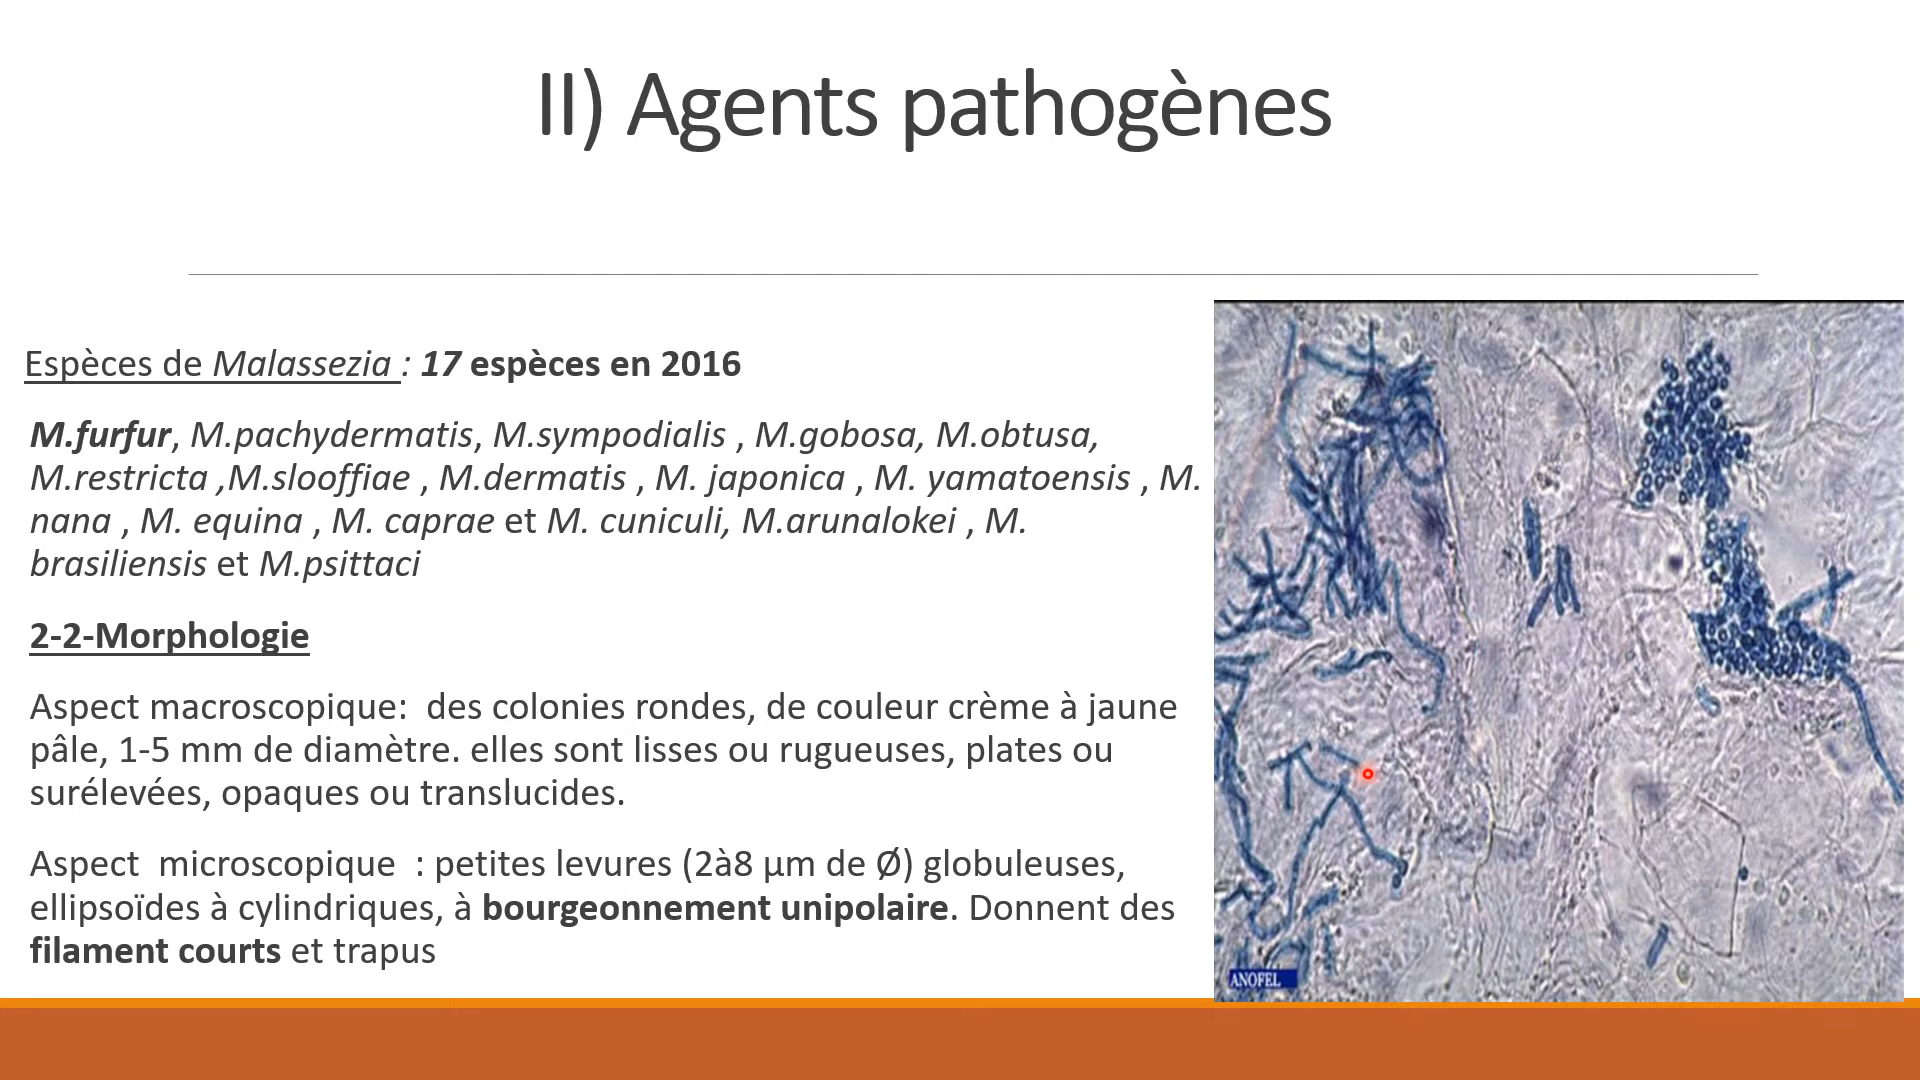 II) Agents pathogènes
Espèces de Malassezia : 17 espèces en 2016
M.furfur, M.pachydermatis, M.sympodialis , M.gobosa, M.obtusa,
M.restricta ,M.slooffiae , M.dermatis , M. japonica , M. yamatoensis , M.
nana , M. equina , M. caprae et M. cuniculi, M.arunalokei , M.
brasiliensis et M.psittaci
2-2-Morphologie
Aspect macroscopique: des colonies rondes, de couleur crème à jaune
pâle, 1-5 mm de diamètre. elles sont lisses ou rugueuses, plates ou
surélevées, opaques ou translucides.
Aspect microscopique : petites levures (2à8 µm de Ø) globuleuses,
ellipsoïdes à cylindriques, à bourgeonnement unipolaire. Donnent des
filament courts et trapus
ANOFEL